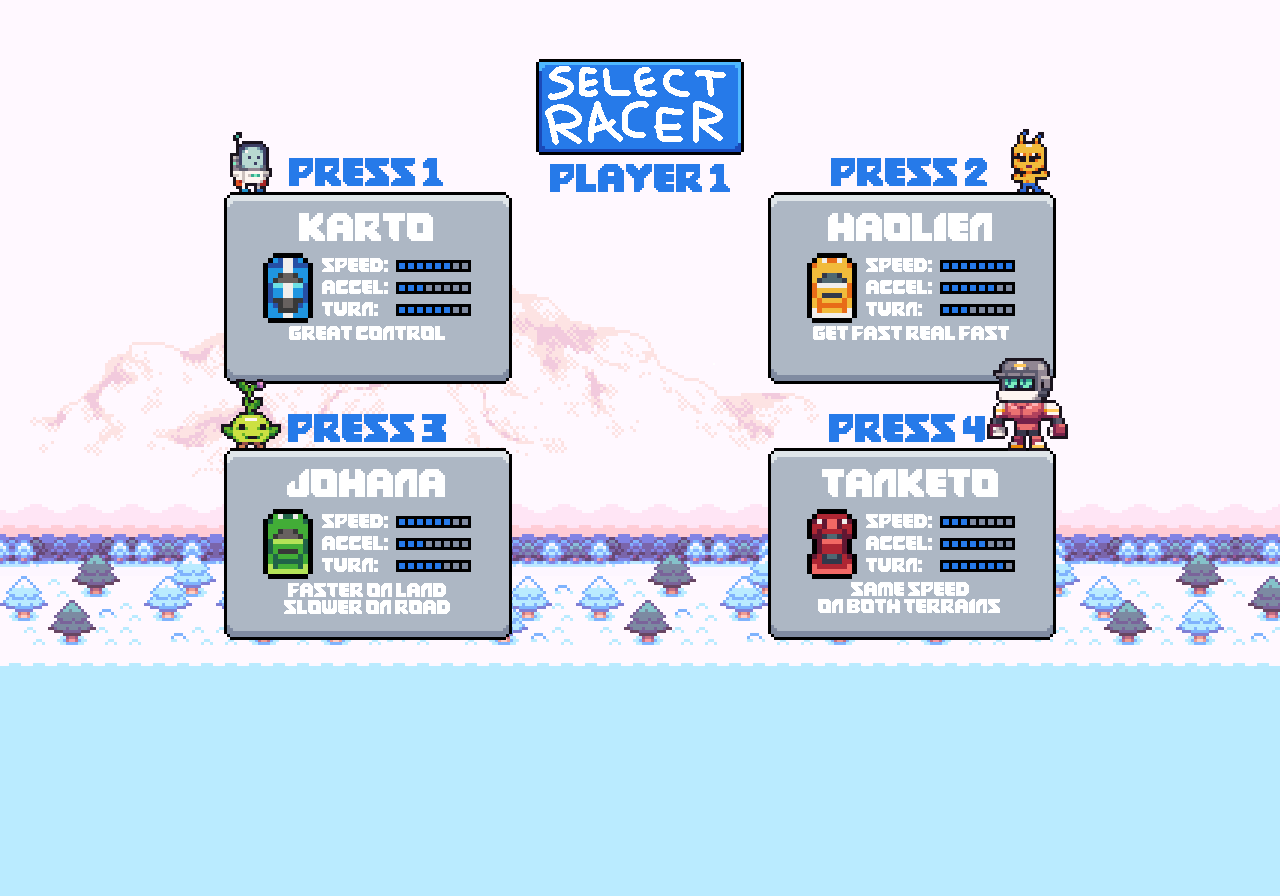 SELECT
RACER
PLAYER 1
PRESS 1
KARTO
SPEED:
ACCEL:
TURN:
GREAT CONTROL
PRESS 2
HAOLIEN
SPEED:
ACCEL:
TURN:
GET FAST REAL FAST
PRESS 3
JOHANA
SPEED:
ACCEL:
TURN:
FASTER ON LAND
SLOWER ON ROAD
PRESS 4
TANKETO
SPEED:
ACCEL:
TURN:
SAME SPEED
ON BOTH TERRAINS